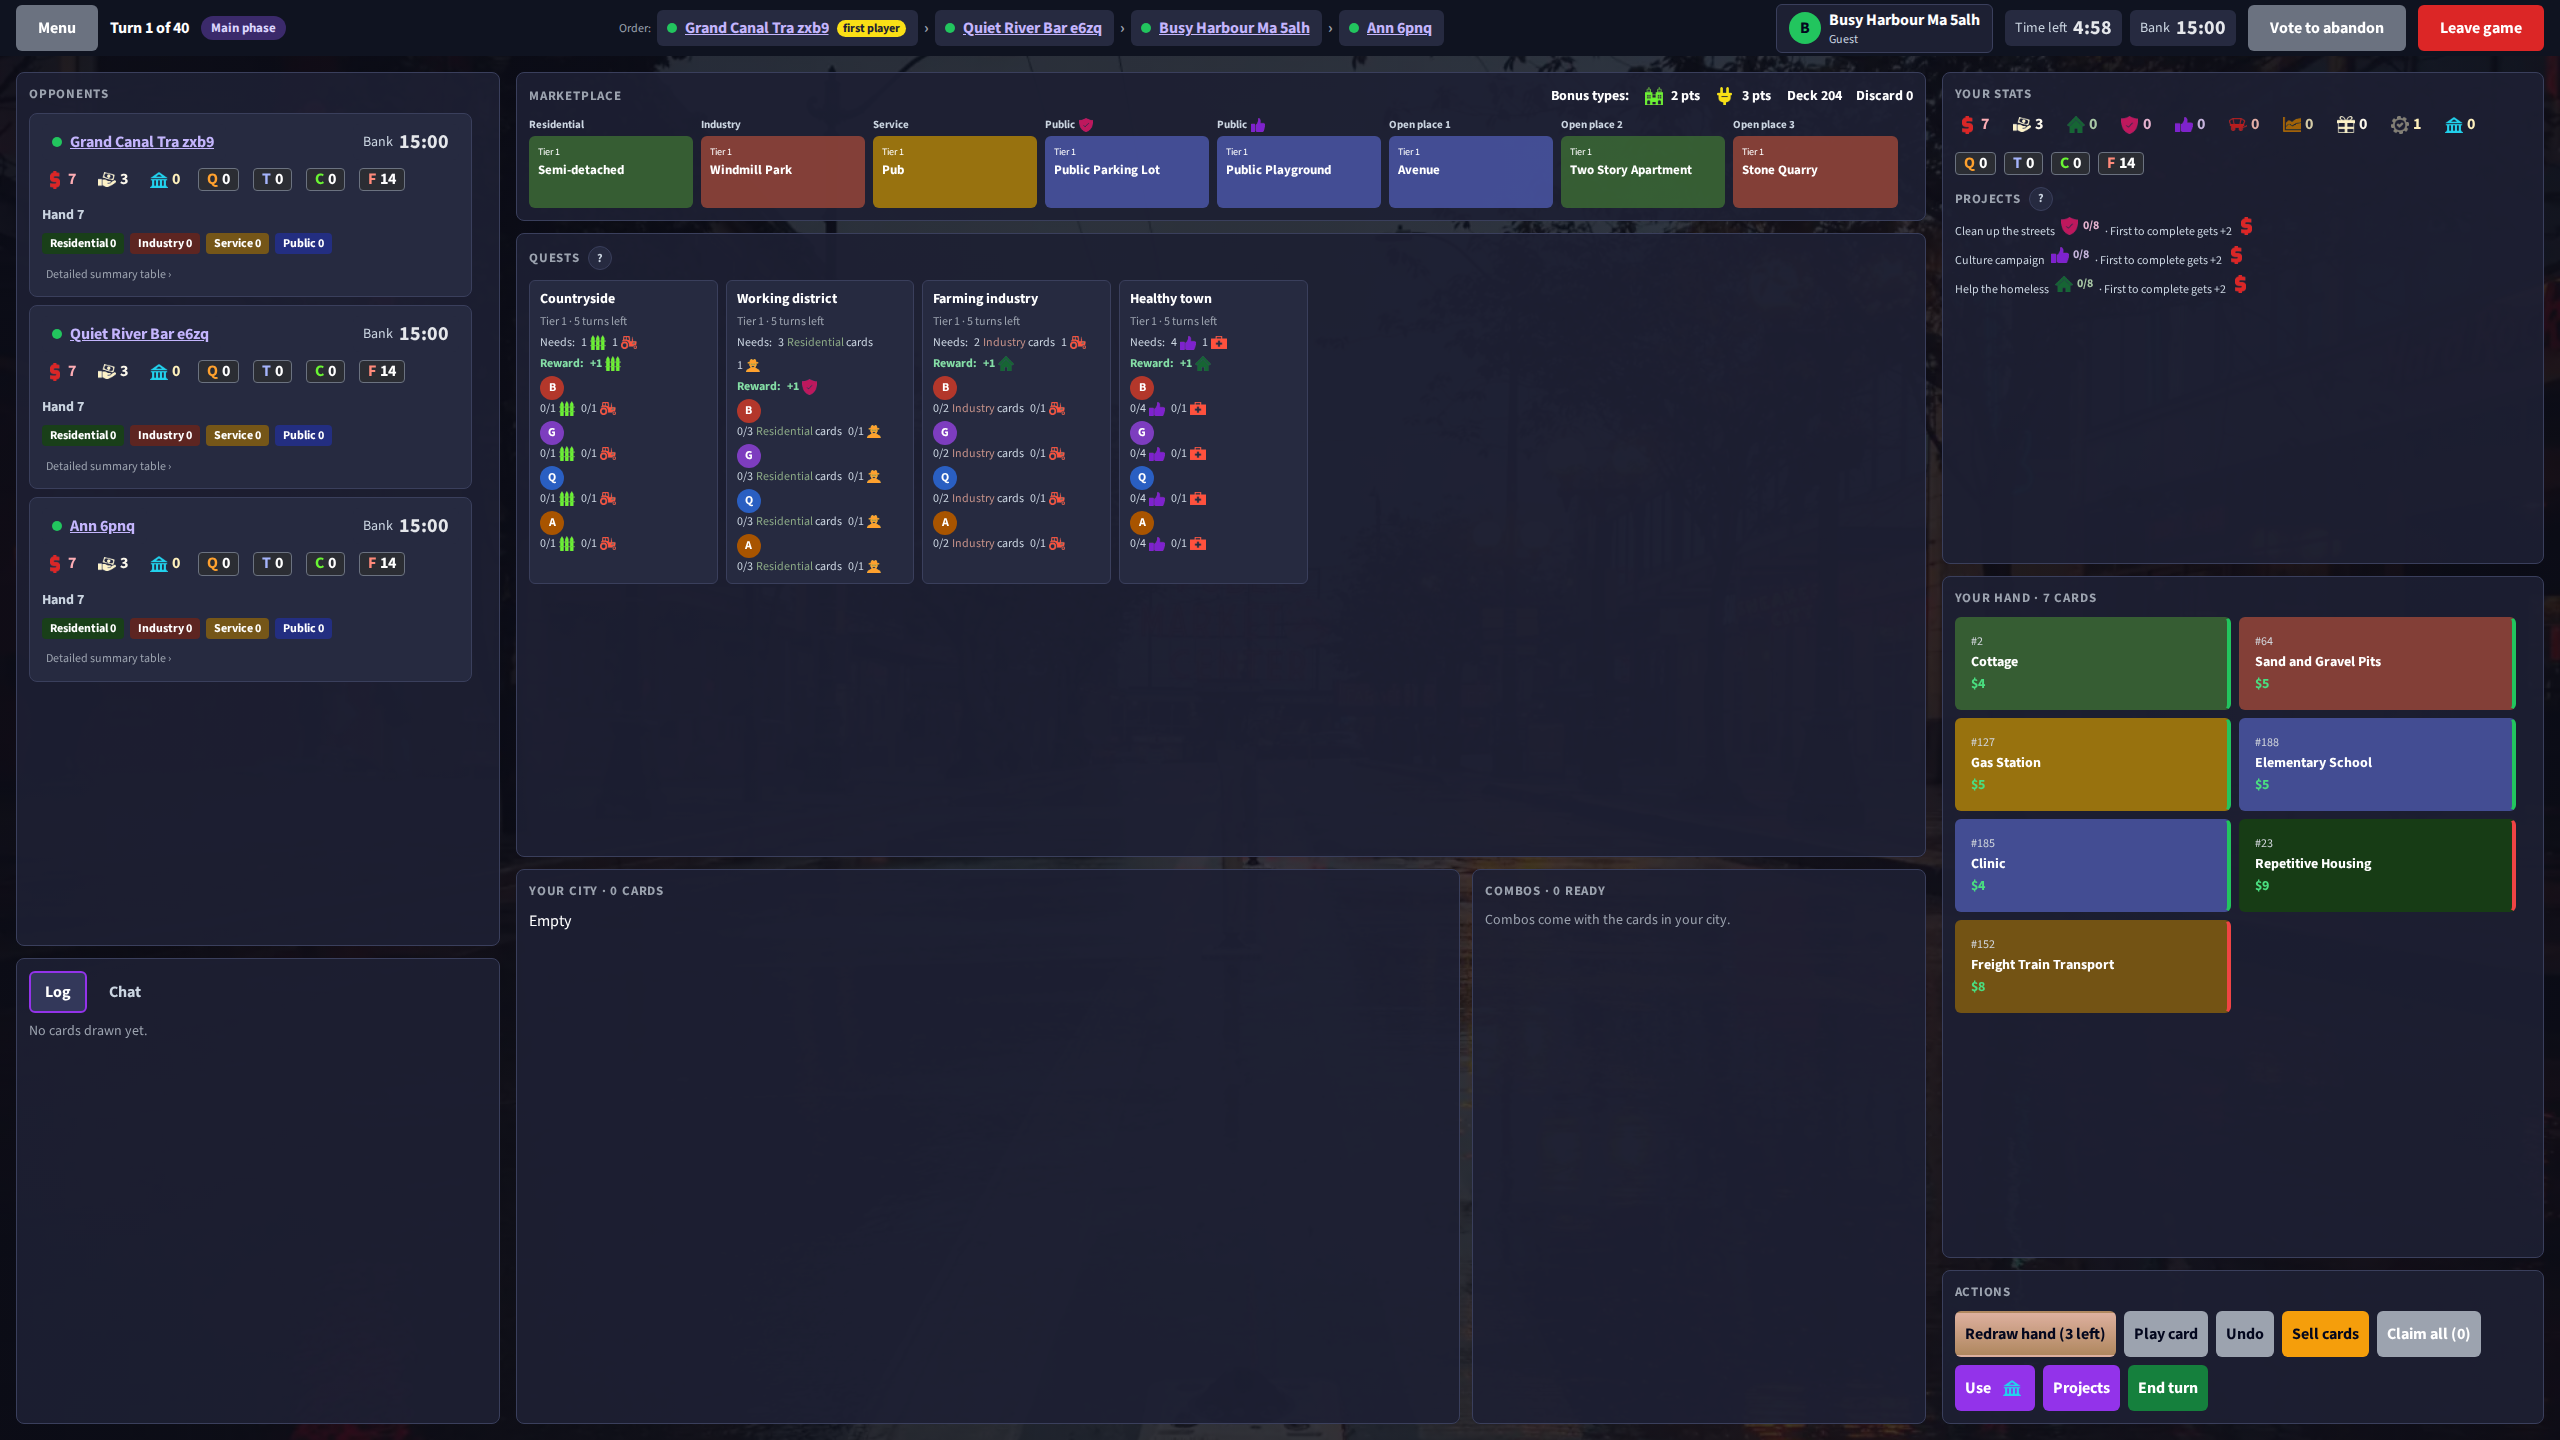 Menu Turn 1 of 40 Main phase Order: Grand Canal Tra zxb9 first player › Quiet River Bar e6zq › Busy Harbour Ma 5alh › Ann 6pnq B Busy Harbour Ma 5alh Guest Time left 4:58 Bank 15:00 Vote to abandon Leave game
OPPONENTS
Grand Canal Tra zxb9 Bank 15:00
7 3 0 Q 0 T 0 C 0 F 14
Hand 7
Residential 0 Industry 0 Service 0 Public 0
Detailed summary table ›
Quiet River Bar e6zq Bank 15:00
7 3 0 Q 0 T 0 C 0 F 14
Hand 7
Residential 0 Industry 0 Service 0 Public 0
Detailed summary table ›
Ann 6pnq Bank 15:00
7 3 0 Q 0 T 0 C 0 F 14
Hand 7
Residential 0 Industry 0 Service 0 Public 0
Detailed summary table ›
Log Chat
No cards drawn yet.
MARKETPLACE Bonus types: 2 pts 3 pts Deck 204 Discard 0
Residential Industry Service Public Public Open place 1 Open place 2 Open place 3
Tier 1 Tier 1 Tier 1 Tier 1 Tier 1 Tier 1 Tier 1 Tier 1
Semi-detached Windmill Park Pub Public Parking Lot Public Playground Avenue Two Story Apartment Stone Quarry
QUESTS ?
Countryside
Tier 1 · 5 turns left
Needs: 1 1
Reward: +1
B
0/1 0/1
G
0/1 0/1
Q
0/1 0/1
A
0/1 0/1
Working district
Tier 1 · 5 turns left
Needs: 3 Residential cards
1
Reward: +1
B
0/3 Residential cards 0/1
G
0/3 Residential cards 0/1
Q
0/3 Residential cards 0/1
A
0/3 Residential cards 0/1
Farming industry
Tier 1 · 5 turns left
Needs: 2 Industry cards 1
Reward: +1
B
0/2 Industry cards 0/1
G
0/2 Industry cards 0/1
Q
0/2 Industry cards 0/1
A
0/2 Industry cards 0/1
Healthy town
Tier 1 · 5 turns left
Needs: 4 1
Reward: +1
B
0/4 0/1
G
0/4 0/1
Q
0/4 0/1
A
0/4 0/1
YOUR CITY · 0 CARDS
Empty
COMBOS · 0 READY
Combos come with the cards in your city.
YOUR STATS
7 3 0 0 0 0 0 0 1 0
Q 0 T 0 C 0 F 14
PROJECTS ?
Clean up the streets 0/8 · First to complete gets +2
Culture campaign 0/8 · First to complete gets +2
Help the homeless 0/8 · First to complete gets +2
YOUR HAND · 7 CARDS
#2
Cottage
$4
#64
Sand and Gravel Pits
$5
#127
Gas Station
$5
#188
Elementary School
$5
#185
Clinic
$4
#23
Repetitive Housing
$9
#152
Freight Train Transport
$8
ACTIONS
Redraw hand (3 left) Play card Undo Sell cards Claim all (0)
Use Projects End turn